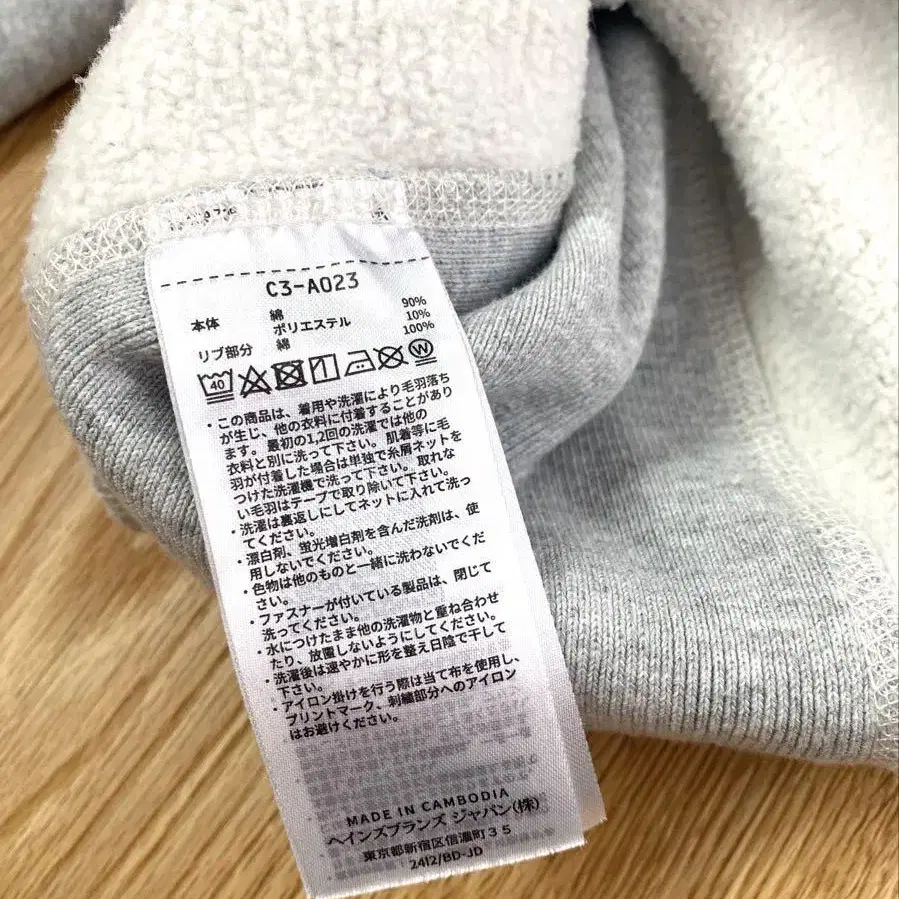 C3-A023
本体 綿 90%
ポリエステル 10%
リブ部分 綿 100%
40 W
・この商品は、着用や洗濯により毛羽落ち
が生じ、他の衣料に付着することがあり
ます。最初の1,2回の洗濯では他の
衣料と別に洗って下さい。肌着等に毛
羽が付着した場合は単独で糸屑ネットを
つけた洗濯機で洗って下さい。取れな
い毛羽はテープで取り除いて下さい。
・洗濯は裏返しにしてネットに入れて洗っ
てください。
・漂白剤、蛍光増白剤を含んだ洗剤は、使
用しないでください。
・色物は他のものと一緒に洗わないでくだ
さい。
・ファスナーが付いている製品は、閉じて
洗ってください。
・水につけたまま他の洗濯物と重ね合わせ
たり、放置しないようにしてください。
・洗濯後は速やかに形を整え日陰で干して
下さい。
・アイロン掛けを行う際は当て布を使用し、
プリントマーク、刺繍部分へのアイロン
はお避けください。
MADE IN CAMBODIA
ヘインズブランズ ジャパン(株)
東京都新宿区信濃町35
2412/BD-JD